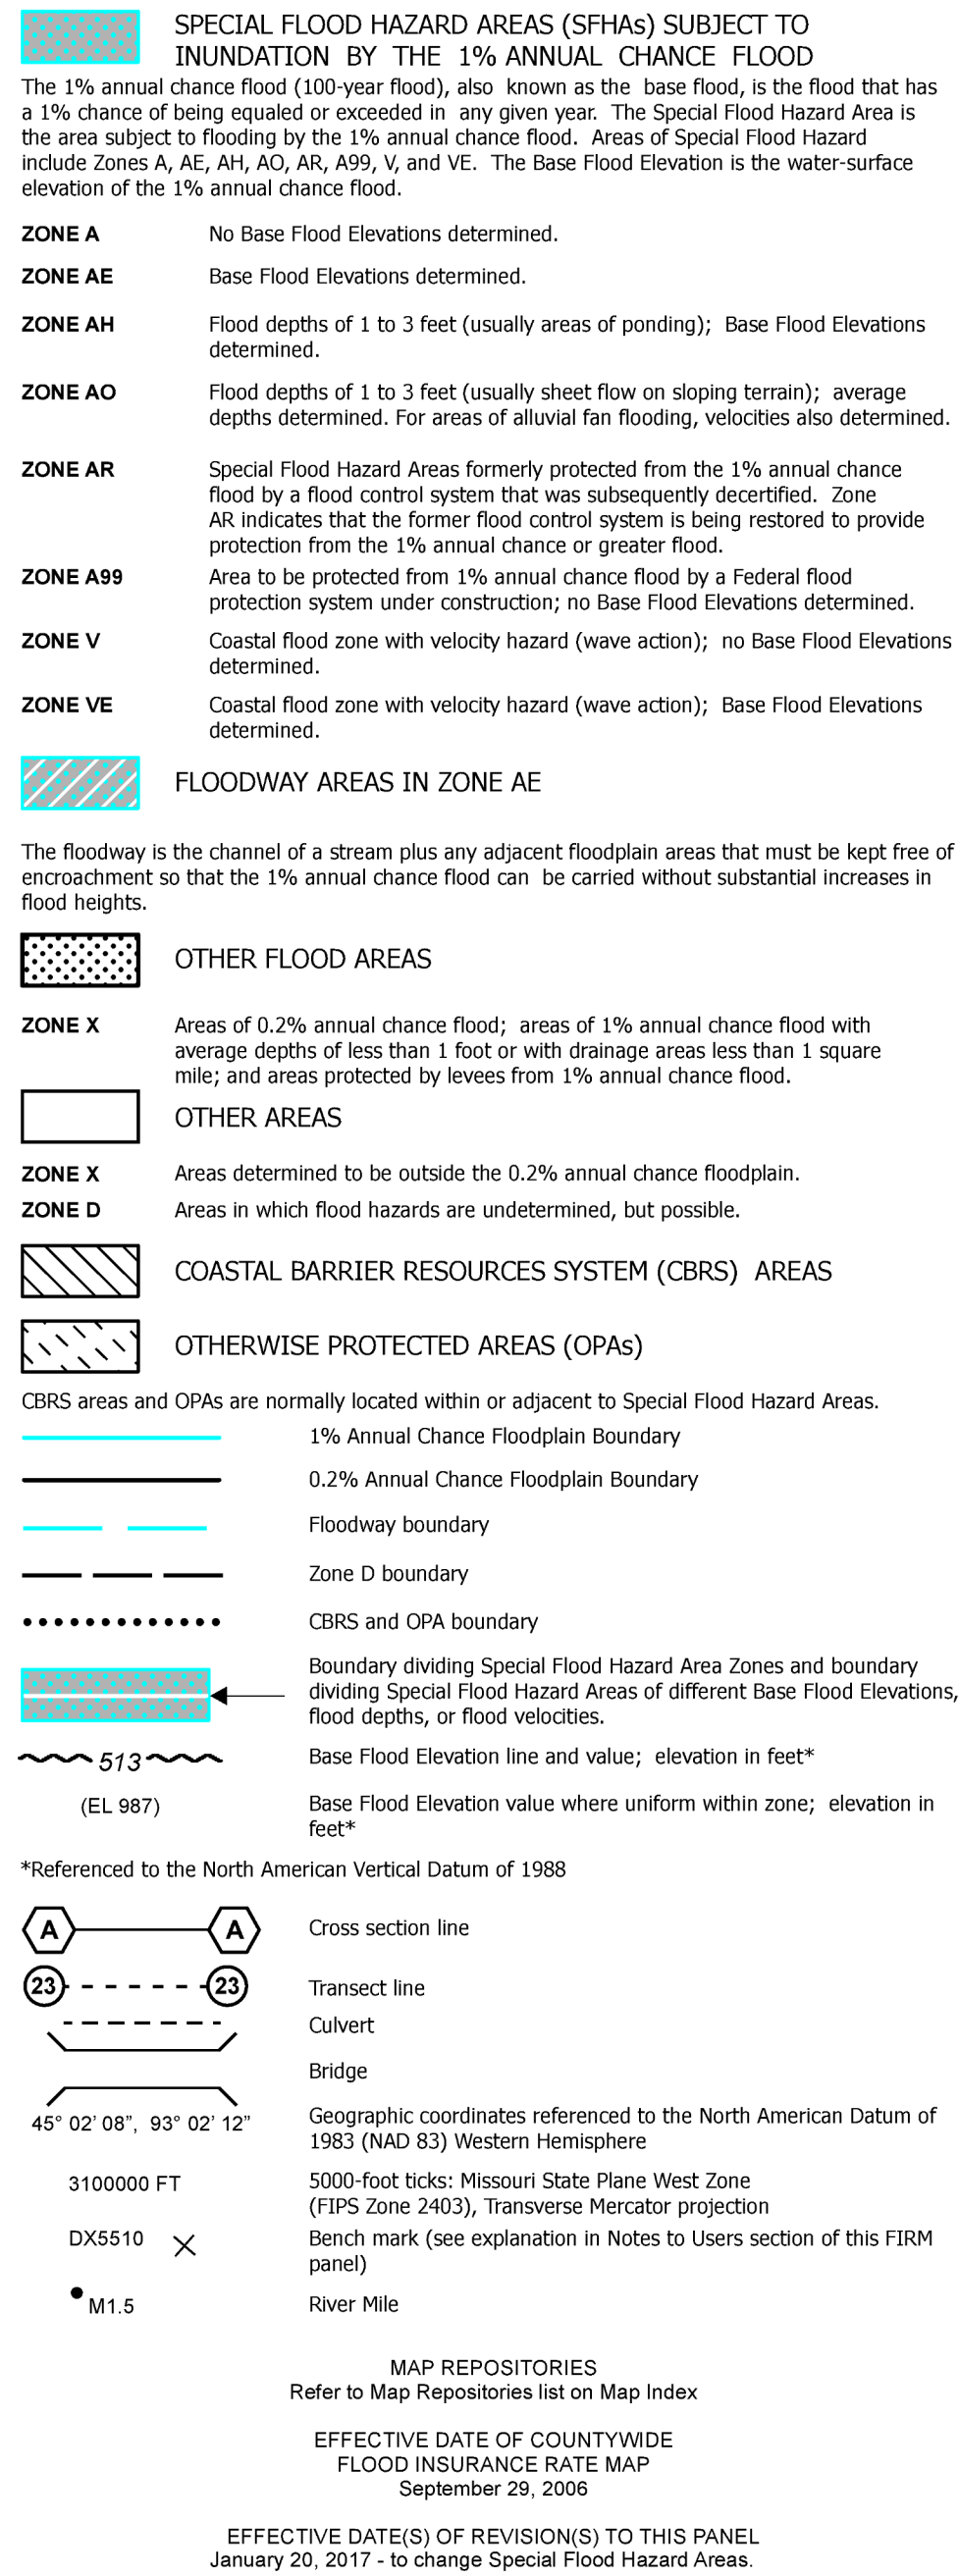 SPECIAL FLOOD HAZARD AREAS (SFHAs) SUBJECT TO
INUNDATION BY THE 1% ANNUAL CHANCE FLOOD
The 1% annual chance flood (100-year flood), also known as the base flood, is the flood that has
a 1% chance of being equaled or exceeded in any given year. The Special Flood Hazard Area is
the area subject to flooding by the 1% annual chance flood. Areas of Special Flood Hazard
include Zones A, AE, AH, AO, AR, A99, V, and VE. The Base Flood Elevation is the water-surface
elevation of the 1% annual chance flood.
ZONE A No Base Flood Elevations determined.
ZONE AE Base Flood Elevations determined.
ZONE AH Flood depths of 1 to 3 feet (usually areas of ponding); Base Flood Elevations
determined.
ZONE AO Flood depths of 1 to 3 feet (usually sheet flow on sloping terrain); average
depths determined. For areas of alluvial fan flooding, velocities also determined.
ZONE AR Special Flood Hazard Areas formerly protected from the 1% annual chance
flood by a flood control system that was subsequently decertified. Zone
AR indicates that the former flood control system is being restored to provide
protection from the 1% annual chance or greater flood.
ZONE A99 Area to be protected from 1% annual chance flood by a Federal flood
protection system under construction; no Base Flood Elevations determined.
ZONE V Coastal flood zone with velocity hazard (wave action); no Base Flood Elevations
determined.
ZONE VE Coastal flood zone with velocity hazard (wave action); Base Flood Elevations
determined.
FLOODWAY AREAS IN ZONE AE
The floodway is the channel of a stream plus any adjacent floodplain areas that must be kept free of
encroachment so that the 1% annual chance flood can be carried without substantial increases in
flood heights.
OTHER FLOOD AREAS
ZONE X Areas of 0.2% annual chance flood; areas of 1% annual chance flood with
average depths of less than 1 foot or with drainage areas less than 1 square
mile; and areas protected by levees from 1% annual chance flood.
OTHER AREAS
ZONE X Areas determined to be outside the 0.2% annual chance floodplain.
ZONE D Areas in which flood hazards are undetermined, but possible.
COASTAL BARRIER RESOURCES SYSTEM (CBRS) AREAS
OTHERWISE PROTECTED AREAS (OPAs)
CBRS areas and OPAs are normally located within or adjacent to Special Flood Hazard Areas.
1% Annual Chance Floodplain Boundary
0.2% Annual Chance Floodplain Boundary
Floodway boundary
Zone D boundary
CBRS and OPA boundary
Boundary dividing Special Flood Hazard Area Zones and boundary
dividing Special Flood Hazard Areas of different Base Flood Elevations,
flood depths, or flood velocities.
513 Base Flood Elevation line and value; elevation in feet*
(EL 987) Base Flood Elevation value where uniform within zone; elevation in
feet*
*Referenced to the North American Vertical Datum of 1988
A A Cross section line
23 23 Transect line
Culvert
Bridge
45° 02’ 08”, 93° 02’ 12” Geographic coordinates referenced to the North American Datum of
1983 (NAD 83) Western Hemisphere
3100000 FT 5000-foot ticks: Missouri State Plane West Zone
(FIPS Zone 2403), Transverse Mercator projection
DX5510 Bench mark (see explanation in Notes to Users section of this FIRM
panel)
M1.5 River Mile
MAP REPOSITORIES
Refer to Map Repositories list on Map Index
EFFECTIVE DATE OF COUNTYWIDE
FLOOD INSURANCE RATE MAP
September 29, 2006
EFFECTIVE DATE(S) OF REVISION(S) TO THIS PANEL
January 20, 2017 - to change Special Flood Hazard Areas.